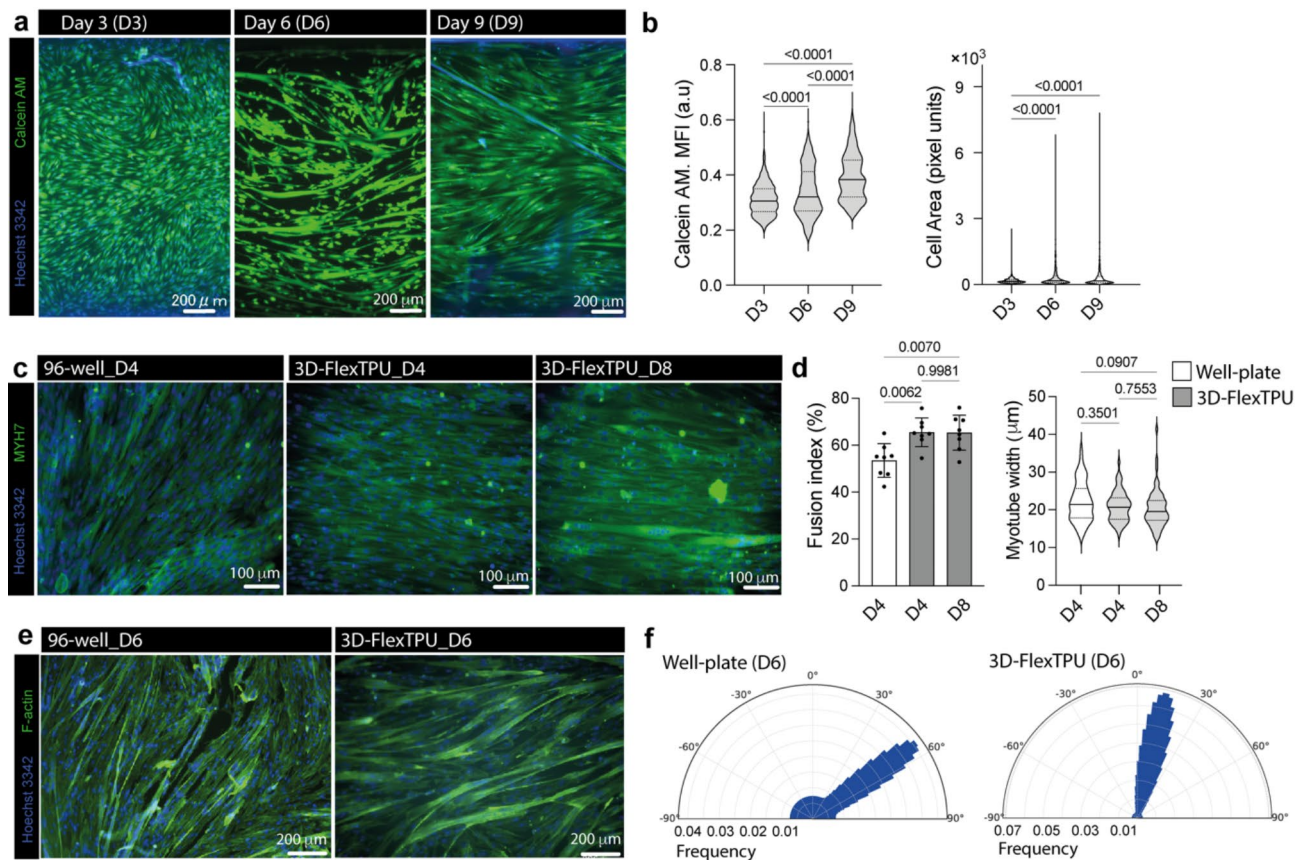 a
Day 3 (D3)
Day 6 (D6)
Day 9 (D9)
Hoechst 3342 Calcein AM
200 μ m
200 μm
200 μm
b
Calcein AM. MFI (a.u)
0.8
0.6
0.4
0.2
0.0
<0.0001
<0.0001
<0.0001
D3
D6
D9
×10³
Cell Area (pixel units)
9
6
3
0
<0.0001
<0.0001
D3
D6
D9
c
96-well_D4
3D-FlexTPU_D4
3D-FlexTPU_D8
Hoechst 3342 MYH7
100 μm
100 μm
100 μm
d
Fusion index (%)
80
60
40
20
0
0.0070
0.9981
0.0062
D4
D4
D8
Myotube width (μm)
50
40
30
20
10
0
0.0907
0.7553
0.3501
D4
D4
D8
Well-plate
3D-FlexTPU
e
96-well_D6
3D-FlexTPU_D6
Hoechst 3342 F-actin
200 μm
200 μm
f
Well-plate (D6)
0°
-30°
30°
-60°
60°
-90°
90°
0.04 0.03 0.02 0.01
Frequency
3D-FlexTPU (D6)
0°
-30°
30°
-60°
60°
-90°
90°
0.07 0.05 0.03 0.01
Frequency